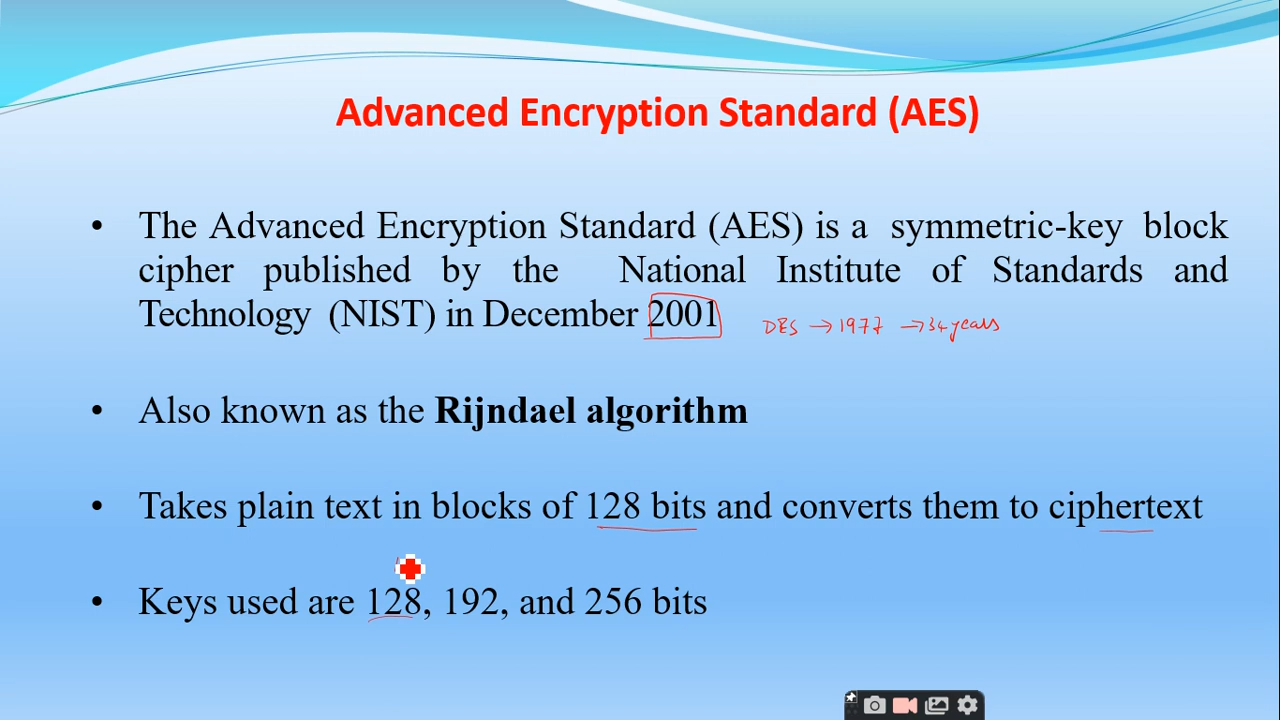 Advanced Encryption Standard (AES)
• The Advanced Encryption Standard (AES) is a symmetric-key block
cipher published by the National Institute of Standards and
Technology (NIST) in December 2001 DES → 1977 → 34 years
• Also known as the Rijndael algorithm
• Takes plain text in blocks of 128 bits and converts them to ciphertext
• Keys used are 128, 192, and 256 bits